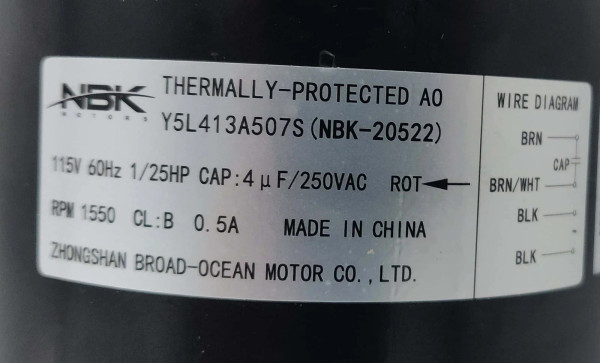 NBK
MOTORS
THERMALLY-PROTECTED AO
Y5L413A507S (NBK-20522)
115V 60Hz 1/25HP CAP:4μF/250VAC ROT←
RPM 1550 CL:B 0.5A MADE IN CHINA
ZHONGSHAN BROAD-OCEAN MOTOR CO.,LTD.
WIRE DIAGRAM
BRN
CAP
BRN/WHT
BLK
BLK